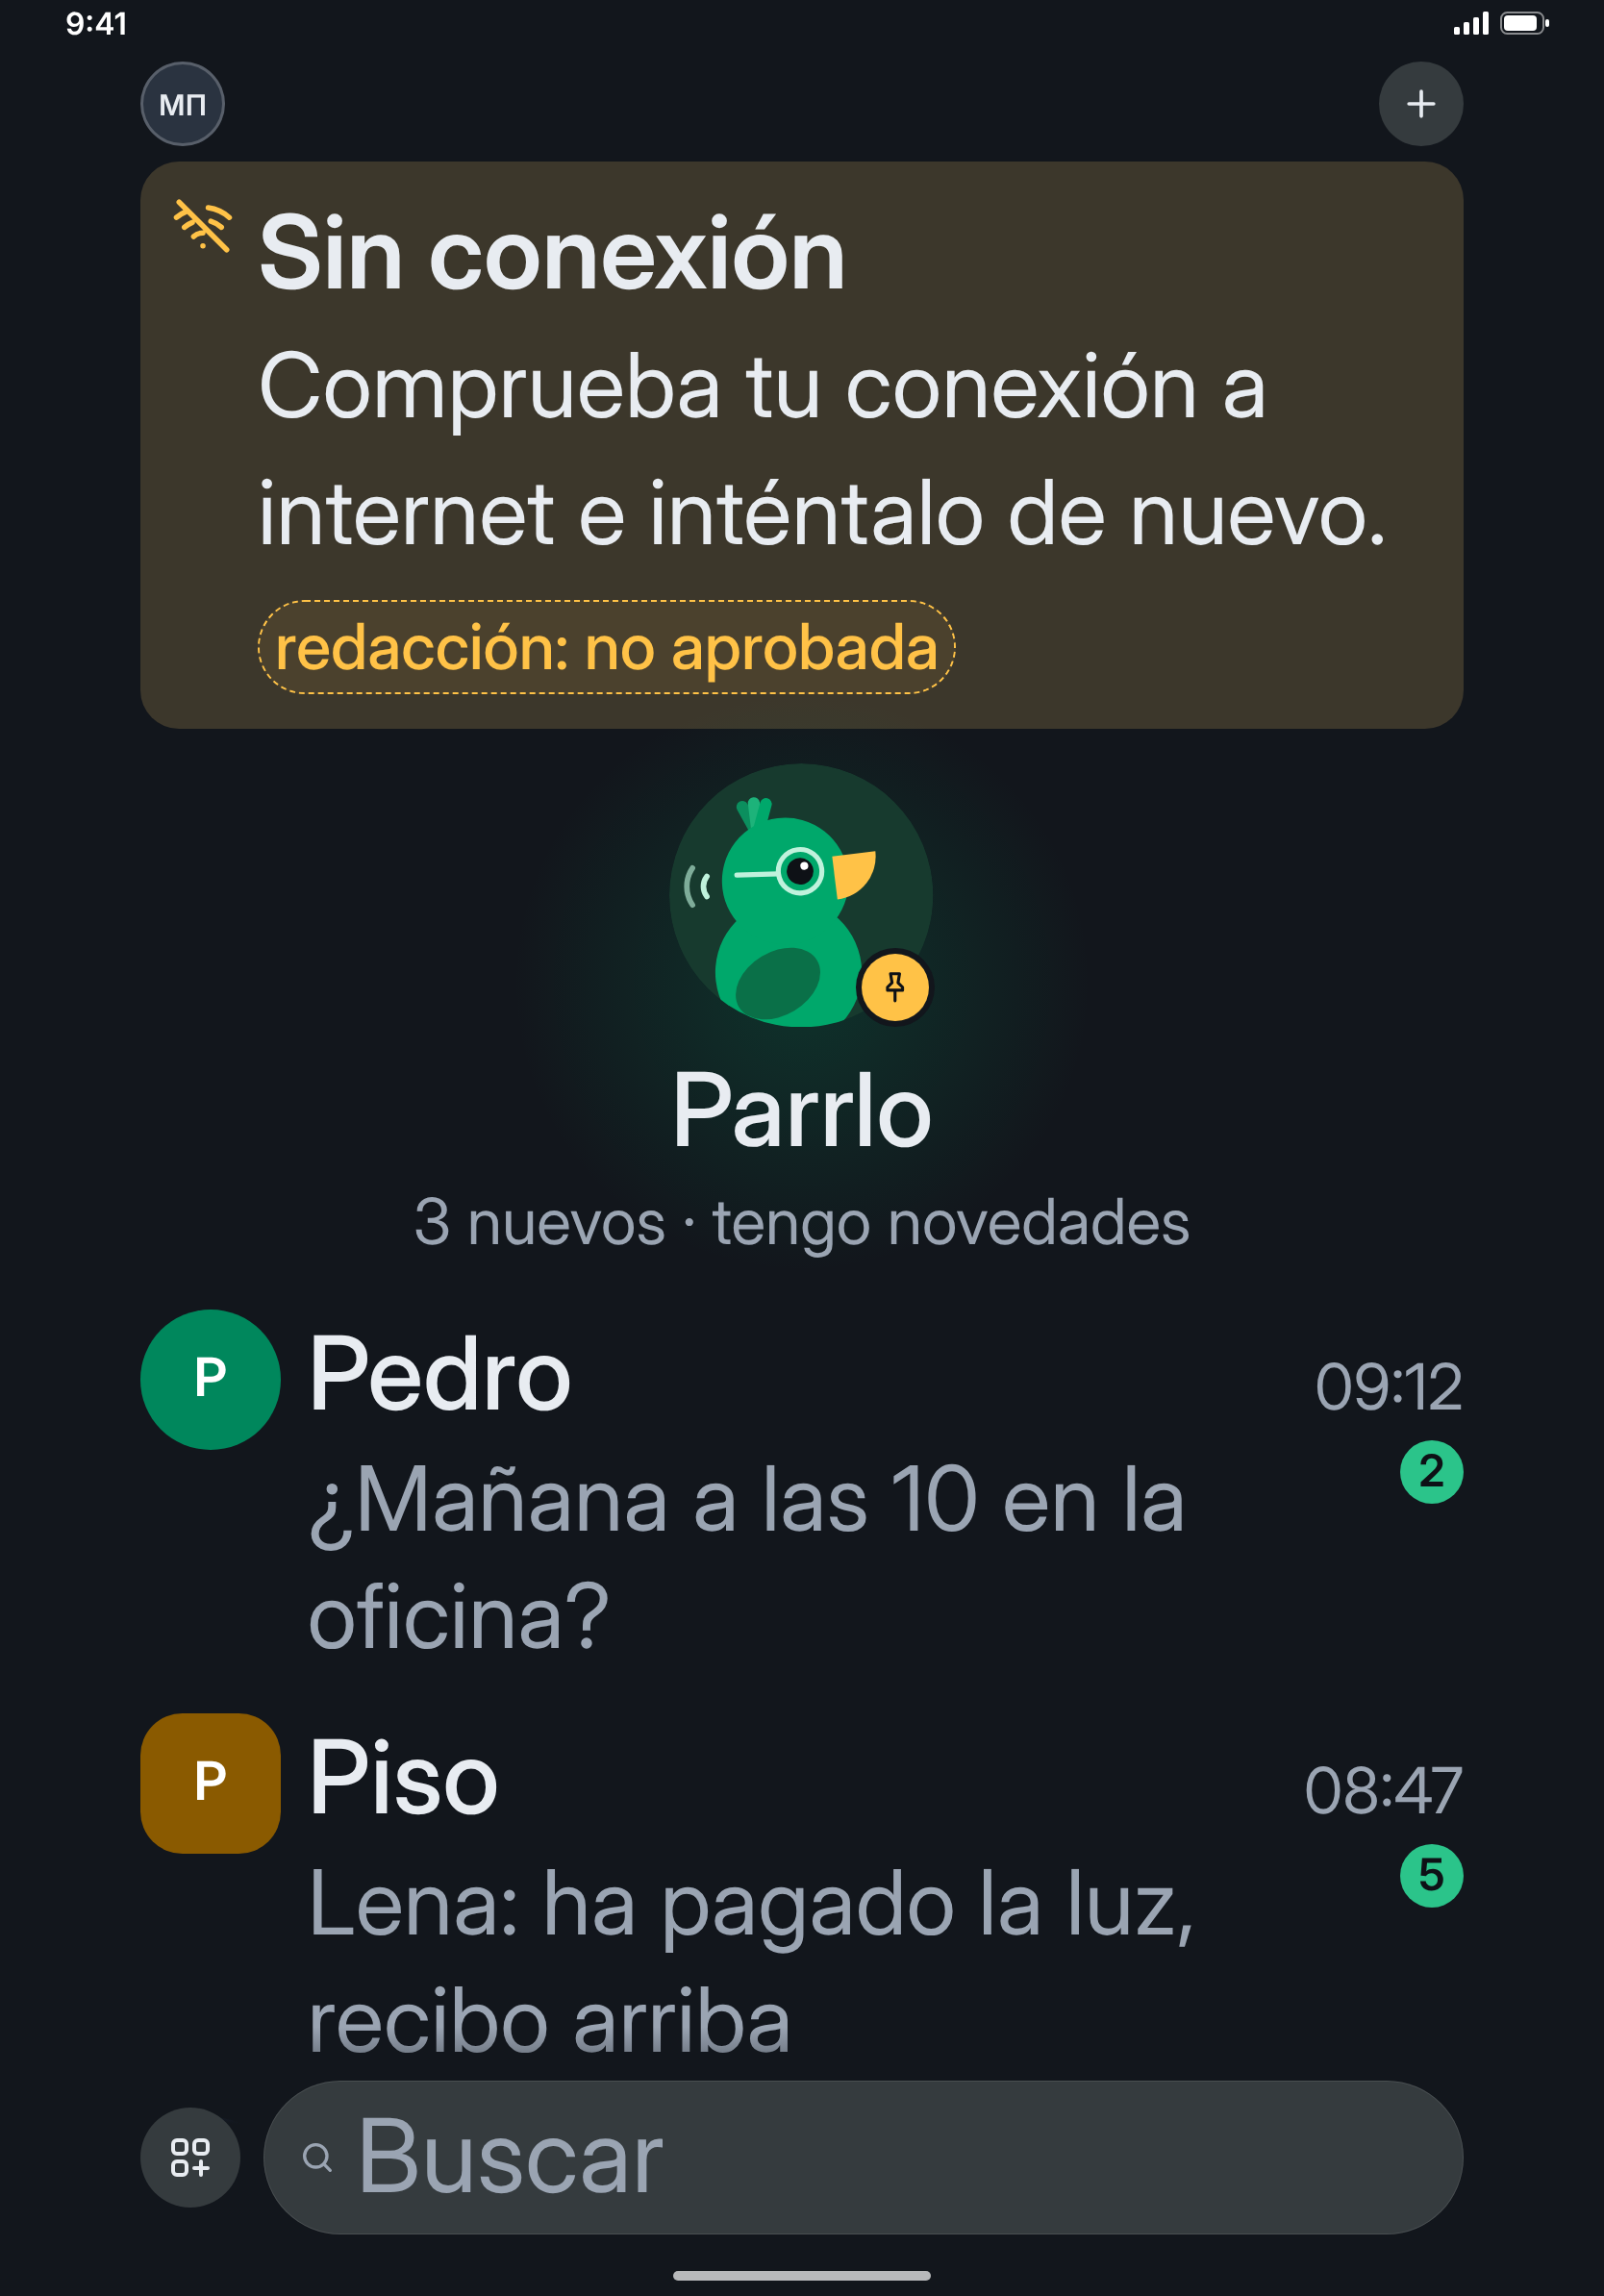 9:41
МП
Sin conexión
Comprueba tu conexión a
internet e inténtalo de nuevo.
redacción: no aprobada
Parrlo
3 nuevos · tengo novedades
P
Pedro
09:12
¿Mañana a las 10 en la
2
oficina?
P
Piso
08:47
Lena: ha pagado la luz,
5
recibo arriba
Buscar